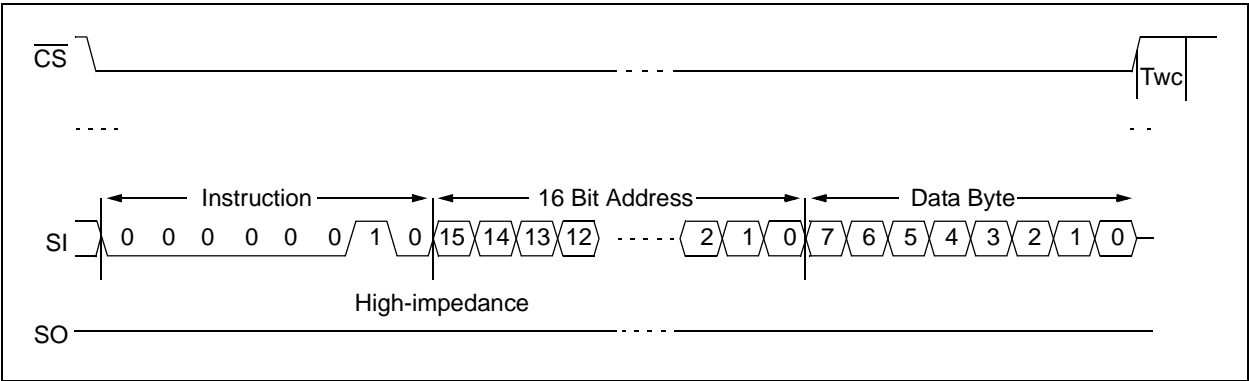 CS
Twc
Instruction 16 Bit Address Data Byte
SI 0 0 0 0 0 0 1 0 15 14 13 12 2 1 0 7 6 5 4 3 2 1 0
High-impedance
SO